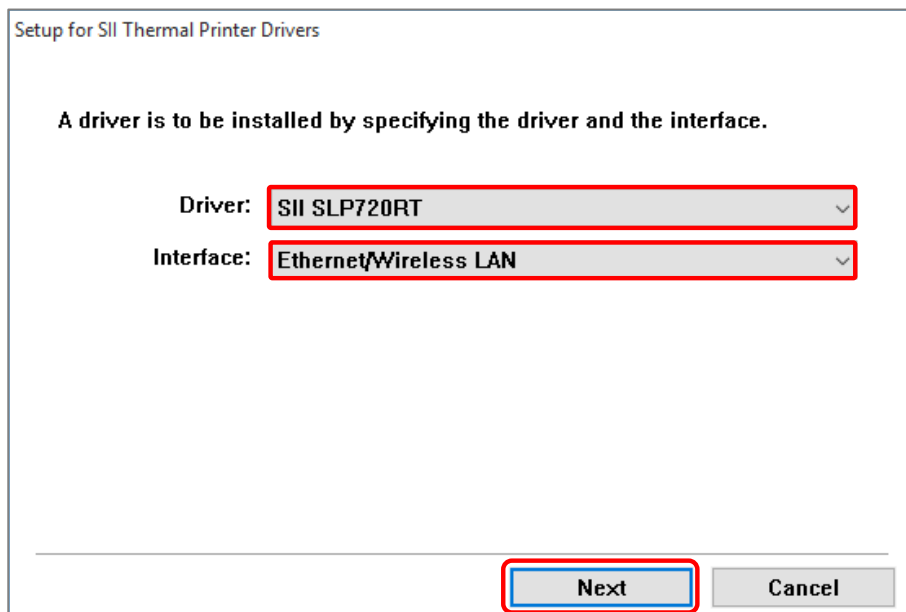 Setup for SII Thermal Printer Drivers
A driver is to be installed by specifying the driver and the interface.
Driver: SII SLP720RT
Interface: Ethernet/Wireless LAN
Next Cancel